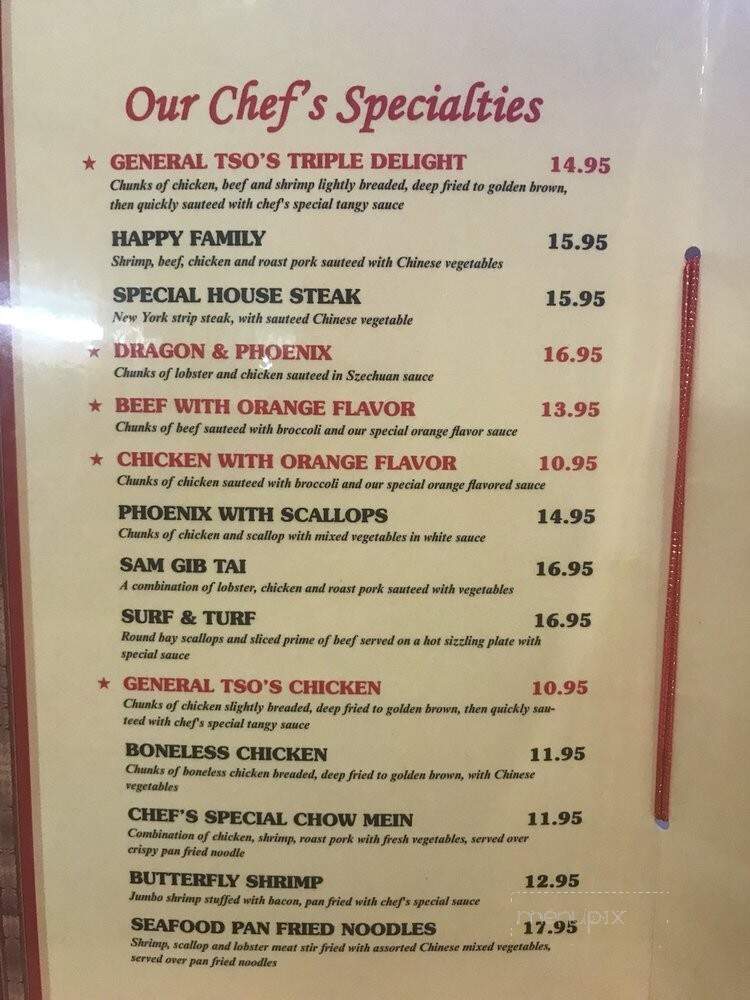 Our Chef's Specialties
★ GENERAL TSO'S TRIPLE DELIGHT 14.95
Chunks of chicken, beef and shrimp lightly breaded, deep fried to golden brown,
then quickly sauteed with chef's special tangy sauce
HAPPY FAMILY 15.95
Shrimp, beef, chicken and roast pork sauteed with Chinese vegetables
SPECIAL HOUSE STEAK 15.95
New York strip steak, with sauteed Chinese vegetable
★ DRAGON & PHOENIX 16.95
Chunks of lobster and chicken sauteed in Szechuan sauce
★ BEEF WITH ORANGE FLAVOR 13.95
Chunks of beef sauteed with broccoli and our special orange flavor sauce
★ CHICKEN WITH ORANGE FLAVOR 10.95
Chunks of chicken sauteed with broccoli and our special orange flavored sauce
PHOENIX WITH SCALLOPS 14.95
Chunks of chicken and scallop with mixed vegetables in white sauce
SAM GIB TAI 16.95
A combination of lobster, chicken and roast pork sauteed with vegetables
SURF & TURF 16.95
Round bay scallops and sliced prime of beef served on a hot sizzling plate with
special sauce
★ GENERAL TSO'S CHICKEN 10.95
Chunks of chicken slightly breaded, deep fried to golden brown, then quickly sau-
teed with chef's special tangy sauce
BONELESS CHICKEN 11.95
Chunks of boneless chicken breaded, deep fried to golden brown, with Chinese
vegetables
CHEF'S SPECIAL CHOW MEIN 11.95
Combination of chicken, shrimp, roast pork with fresh vegetables, served over
crispy pan fried noodle
BUTTERFLY SHRIMP 12.95
Jumbo shrimp stuffed with bacon, pan fried with chef's special sauce
menupix
SEAFOOD PAN FRIED NOODLES 17.95
Shrimp, scallop and lobster meat stir fried with assorted Chinese mixed vegetables,
served over pan fried noodles